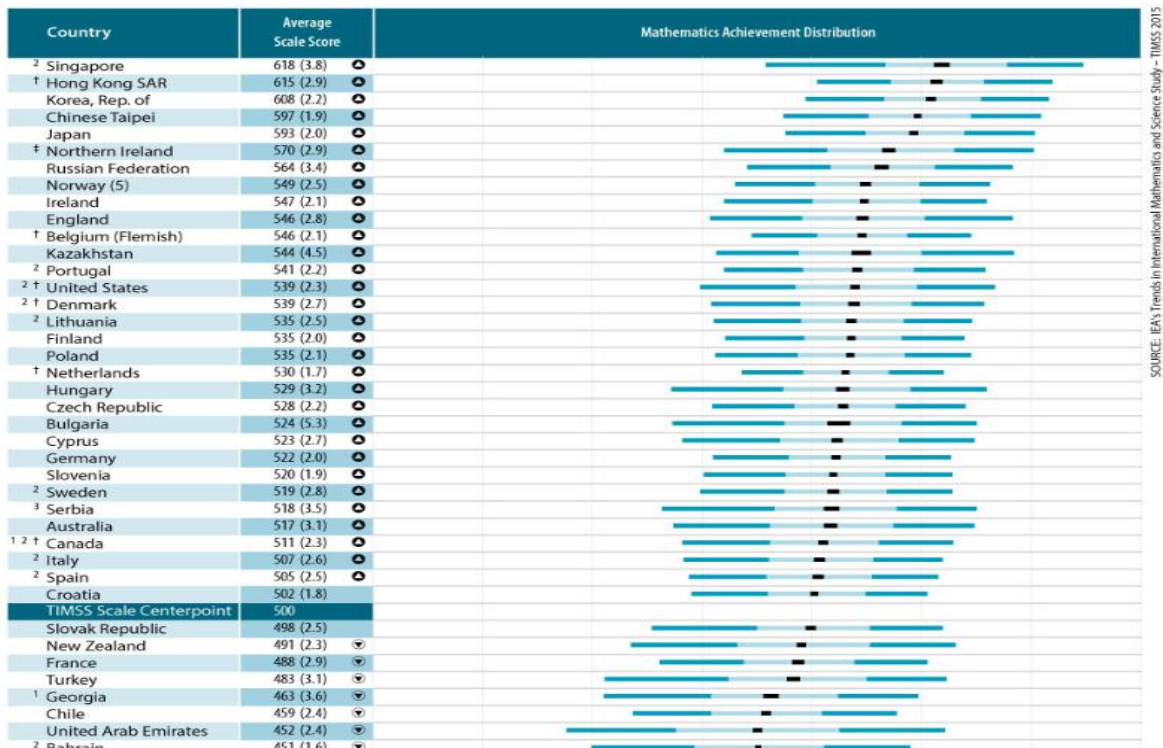 Country Average Scale Score Mathematics Achievement Distribution
2 Singapore 618 (3.8)
† Hong Kong SAR 615 (2.9)
Korea, Rep. of 608 (2.2)
Chinese Taipei 597 (1.9)
Japan 593 (2.0)
‡ Northern Ireland 570 (2.9)
Russian Federation 564 (3.4)
Norway (5) 549 (2.5)
Ireland 547 (2.1)
England 546 (2.8)
† Belgium (Flemish) 546 (2.1)
Kazakhstan 544 (4.5)
2 Portugal 541 (2.2)
2 † United States 539 (2.3)
2 † Denmark 539 (2.7)
2 Lithuania 535 (2.5)
Finland 535 (2.0)
Poland 535 (2.1)
† Netherlands 530 (1.7)
Hungary 529 (3.2)
Czech Republic 528 (2.2)
Bulgaria 524 (5.3)
Cyprus 523 (2.7)
Germany 522 (2.0)
Slovenia 520 (1.9)
2 Sweden 519 (2.8)
3 Serbia 518 (3.5)
Australia 517 (3.1)
1 2 † Canada 511 (2.3)
2 Italy 507 (2.6)
2 Spain 505 (2.5)
Croatia 502 (1.8)
TIMSS Scale Centerpoint 500
Slovak Republic 498 (2.5)
New Zealand 491 (2.3)
France 488 (2.9)
Turkey 483 (3.1)
1 Georgia 463 (3.6)
Chile 459 (2.4)
United Arab Emirates 452 (2.4)
2 Bahrain 451 (1.6)
SOURCE: IEA's Trends in International Mathematics and Science Study – TIMSS 2015